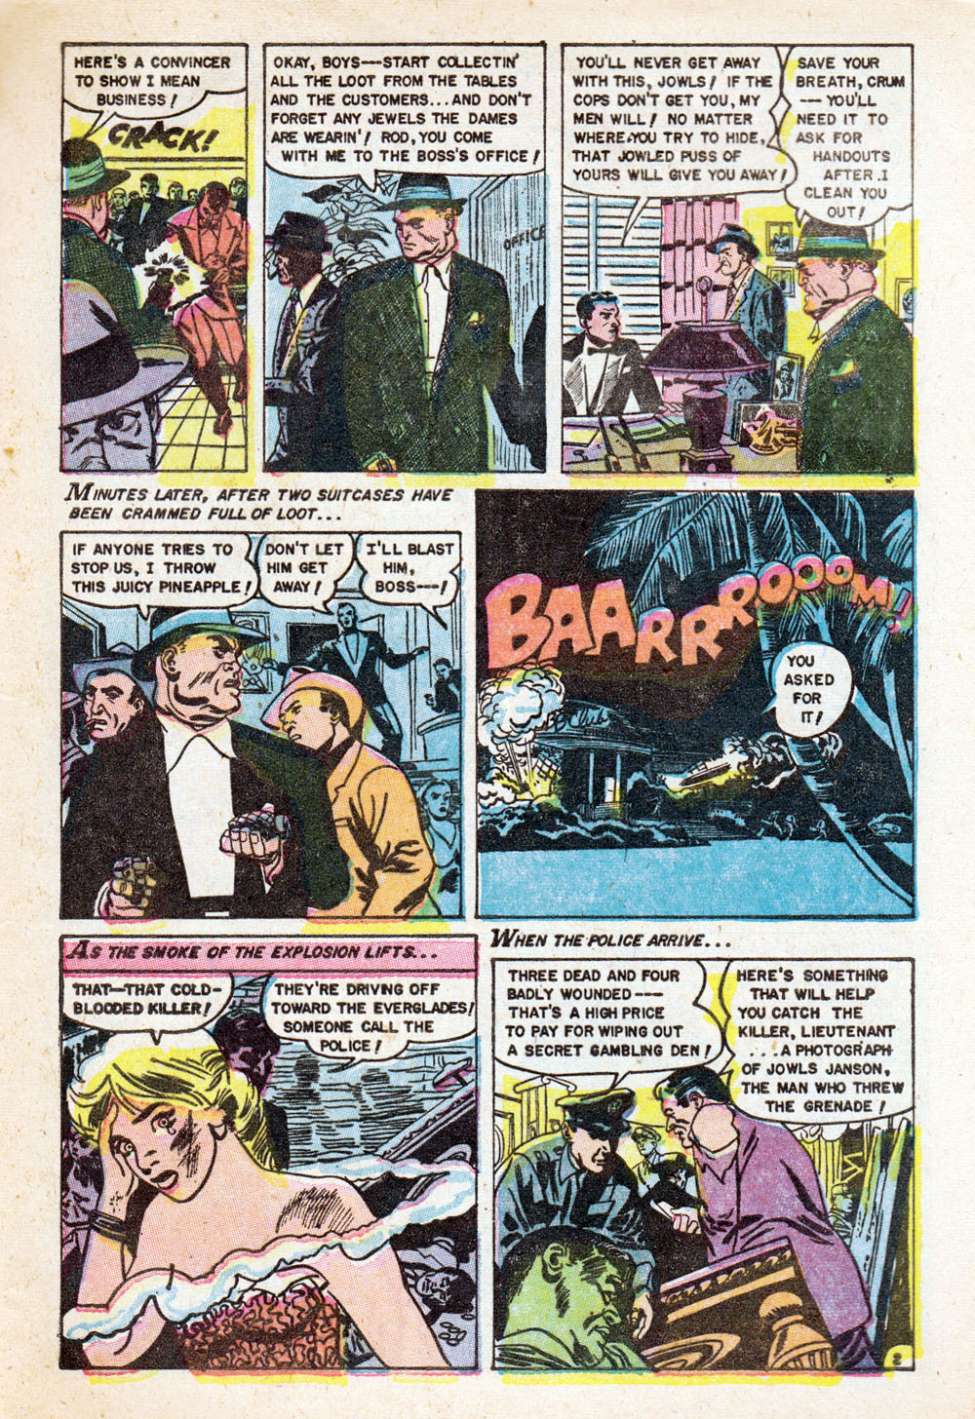 HERE'S A CONVINCER
TO SHOW I MEAN
BUSINESS!
CRACK!
OKAY, BOYS---START COLLECTIN'
ALL THE LOOT FROM THE TABLES
AND THE CUSTOMERS...AND DON'T
FORGET ANY JEWELS THE DAMES
ARE WEARIN'! ROD, YOU COME
WITH ME TO THE BOSS'S OFFICE!
OFFICE
YOU'LL NEVER GET AWAY
WITH THIS, JOWLS! IF THE
COPS DON'T GET YOU, MY
MEN WILL! NO MATTER
WHERE YOU TRY TO HIDE,
THAT JOWLED PUSS OF
YOURS WILL GIVE YOU AWAY!
SAVE YOUR
BREATH, CRUM
---YOU'LL
NEED IT TO
ASK FOR
HANDOUTS
AFTER I
CLEAN YOU
OUT!
MINUTES LATER, AFTER TWO SUITCASES HAVE
BEEN CRAMMED FULL OF LOOT...
IF ANYONE TRIES TO
STOP US, I THROW
THIS JUICY PINEAPPLE!
DON'T LET
HIM GET
AWAY!
I'LL BLAST
HIM,
BOSS---!
BAARRROOOOM!
Club
YOU
ASKED
FOR
IT!
AS THE SMOKE OF THE EXPLOSION LIFTS...
THAT--THAT COLD-
BLOODED KILLER!
THEY'RE DRIVING OFF
TOWARD THE EVERGLADES!
SOMEONE CALL THE
POLICE!
WHEN THE POLICE ARRIVE...
THREE DEAD AND FOUR
BADLY WOUNDED---
THAT'S A HIGH PRICE
TO PAY FOR WIPING OUT
A SECRET GAMBLING DEN!
HERE'S SOMETHING
THAT WILL HELP
YOU CATCH THE
KILLER, LIEUTENANT
...A PHOTOGRAPH
OF JOWLS JANSON,
THE MAN WHO THREW
THE GRENADE!
2